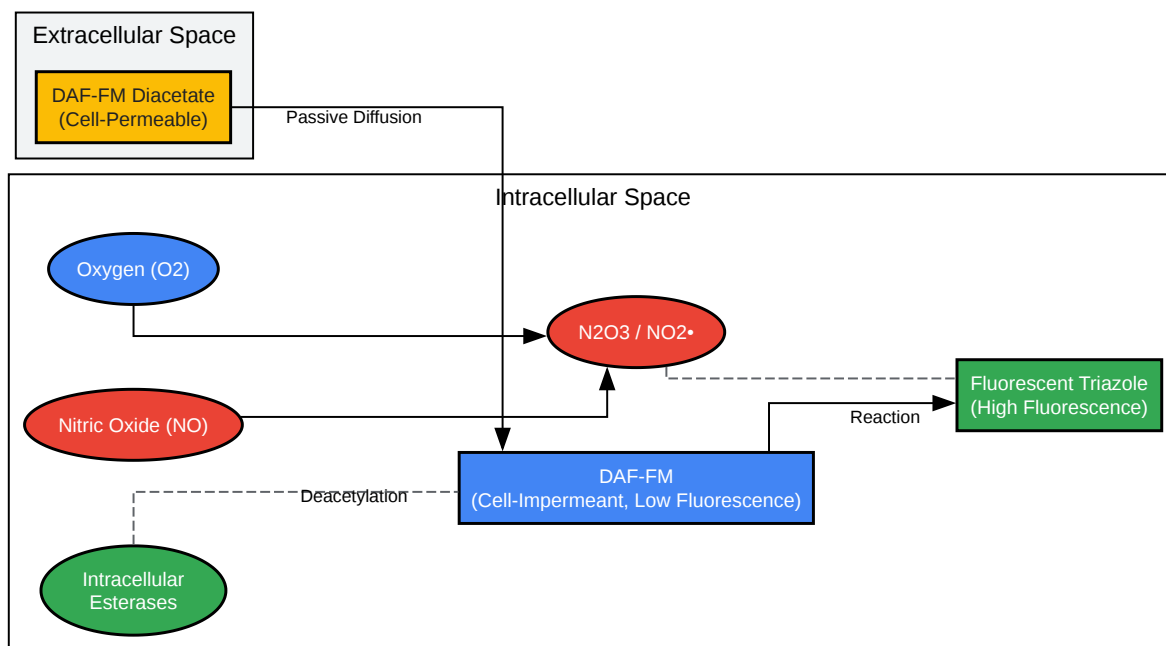 Extracellular Space
DAF-FM Diacetate
(Cell-Permeable)
Passive Diffusion
Intracellular Space
Oxygen (O2)
N2O3 / NO2•
Fluorescent Triazole
(High Fluorescence)
Reaction
Nitric Oxide (NO)
DAF-FM
(Cell-Impermeant, Low Fluorescence)
Deacetylation
Intracellular
Esterases